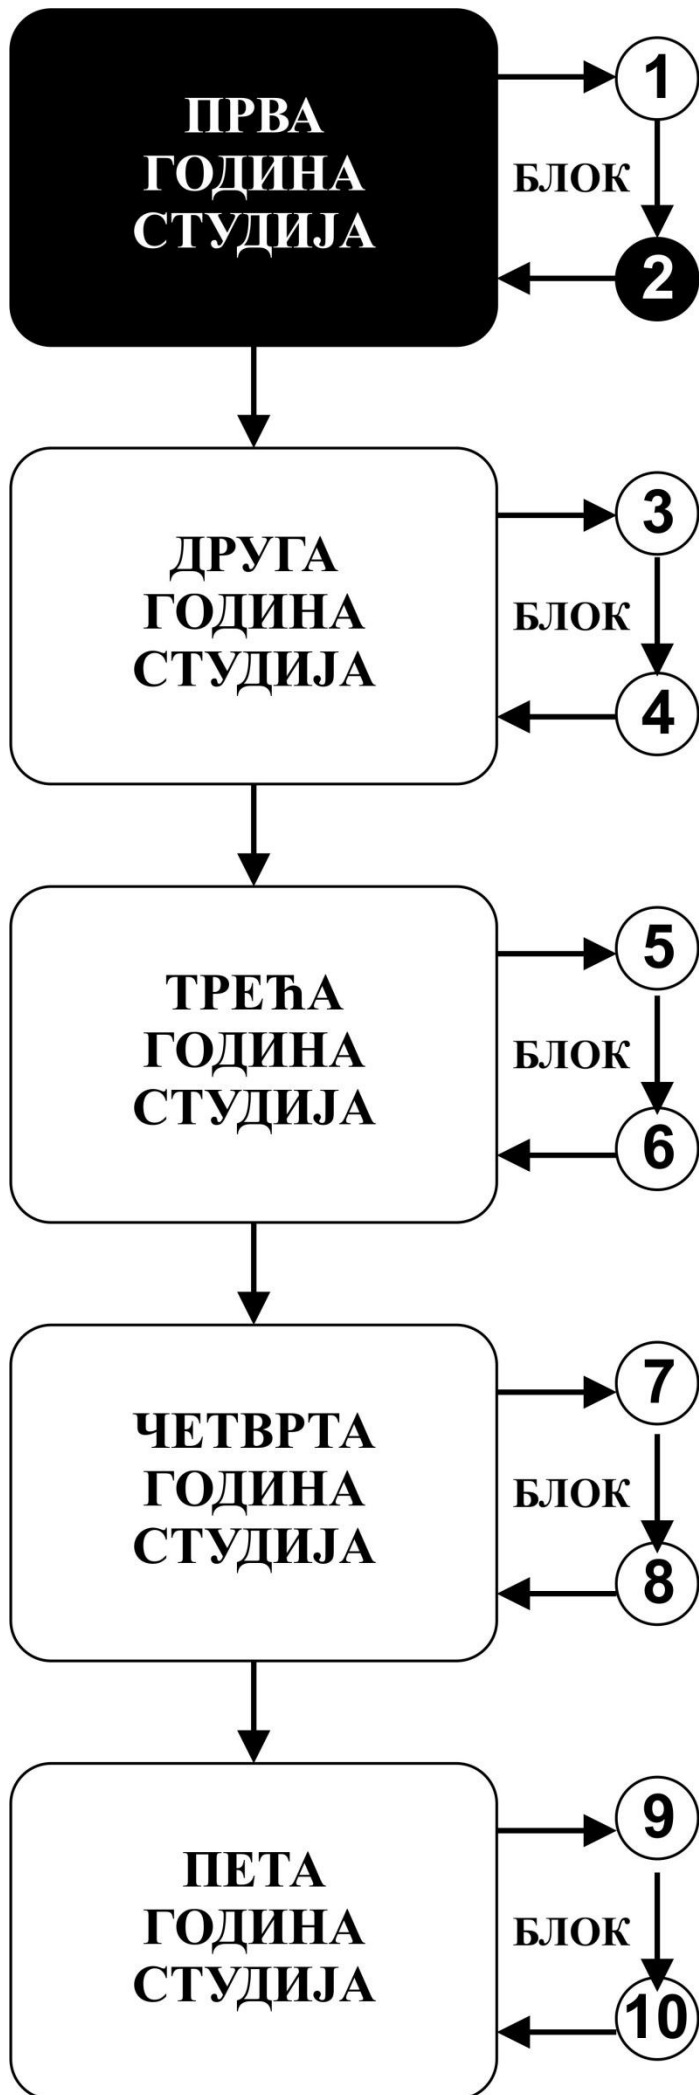 ПРВА
ГОДИНА
СТУДИЈА
1
БЛОК
2
ДРУГА
ГОДИНА
СТУДИЈА
3
БЛОК
4
ТРЕЋА
ГОДИНА
СТУДИЈА
5
БЛОК
6
ЧЕТВРТА
ГОДИНА
СТУДИЈА
7
БЛОК
8
ПЕТА
ГОДИНА
СТУДИЈА
9
БЛОК
10